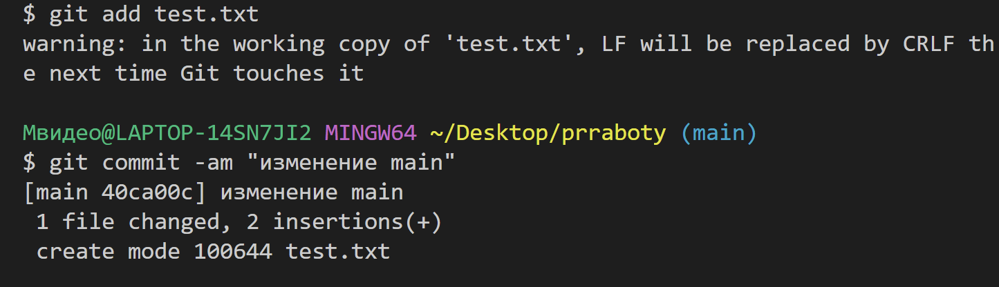 $ git add test.txt
warning: in the working copy of 'test.txt', LF will be replaced by CRLF th
e next time Git touches it
Мвидео@LAPTOP-14SN7JI2 MINGW64 ~/Desktop/prraboty (main)
$ git commit -am "изменение main"
[main 40ca00c] изменение main
 1 file changed, 2 insertions(+)
 create mode 100644 test.txt